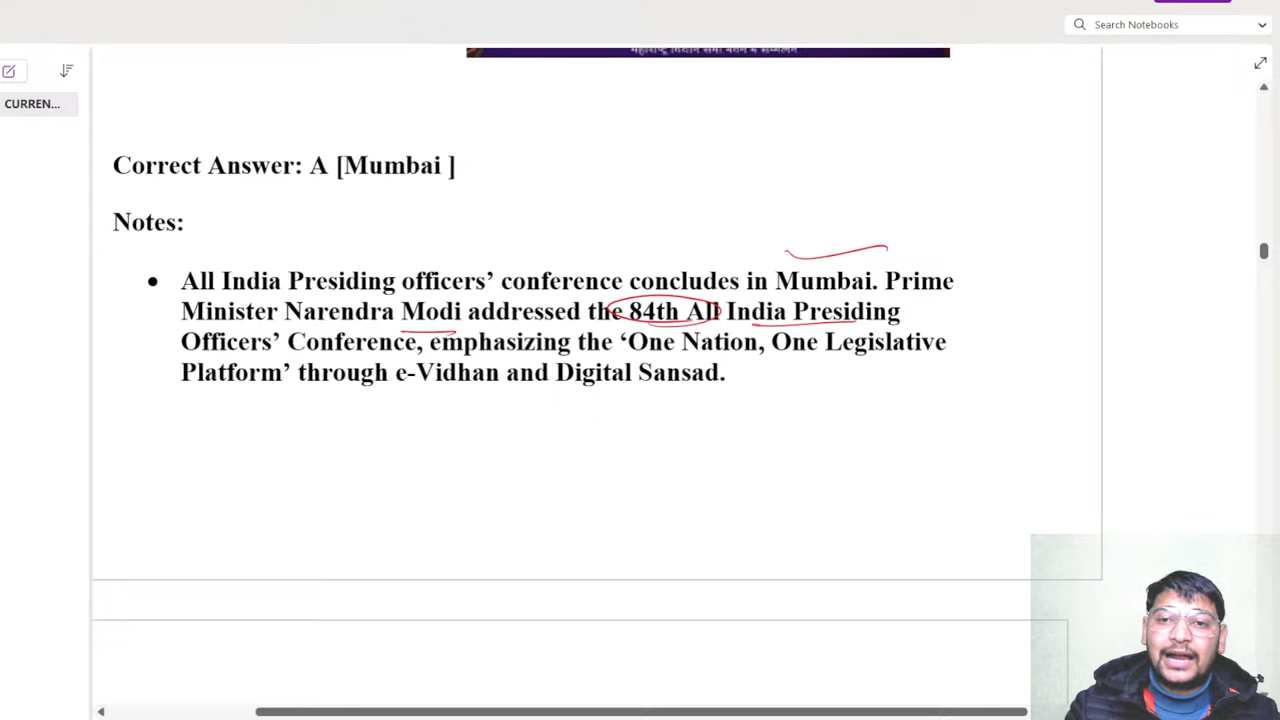 Search Notebooks
महाराष्ट्र
CURREN...
Correct Answer: A [Mumbai ]
Notes:
• All India Presiding officers’ conference concludes in Mumbai. Prime
Minister Narendra Modi addressed the 84th All India Presiding
Officers’ Conference, emphasizing the ‘One Nation, One Legislative
Platform’ through e-Vidhan and Digital Sansad.